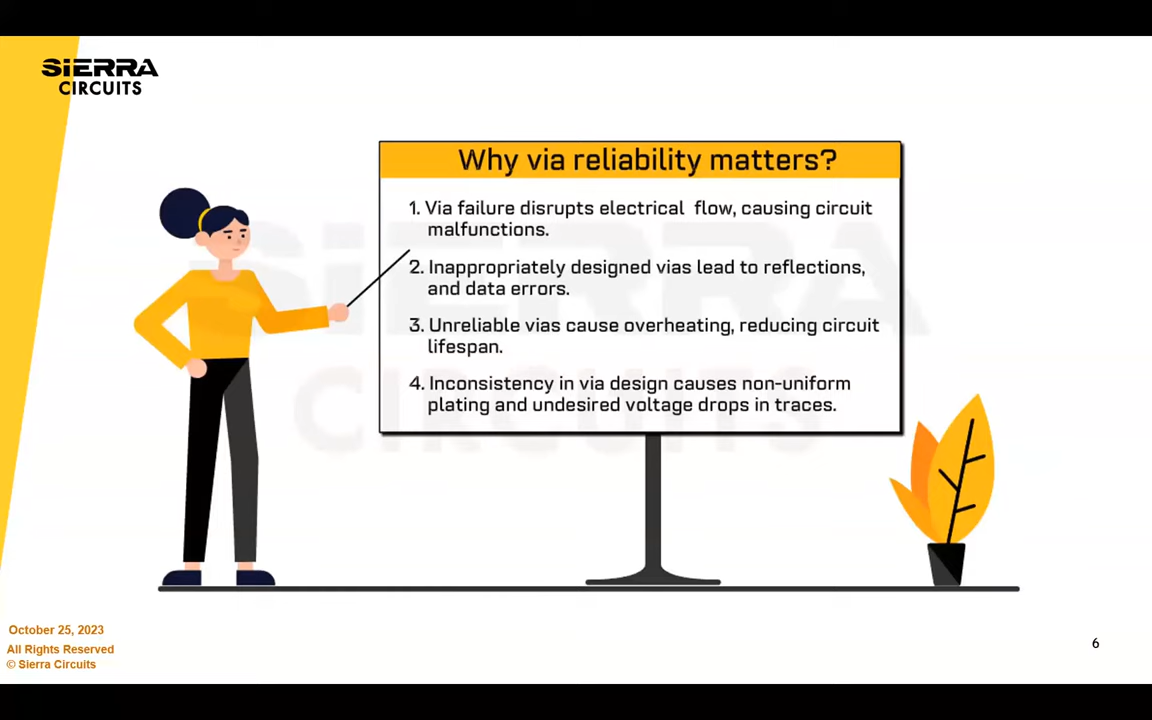 SIERRA
CIRCUITS
Why via reliability matters?
1. Via failure disrupts electrical flow, causing circuit
malfunctions.
2. Inappropriately designed vias lead to reflections,
and data errors.
3. Unreliable vias cause overheating, reducing circuit
lifespan.
4. Inconsistency in via design causes non-uniform
plating and undesired voltage drops in traces.
SIERRA
CIRCUITS
October 25, 2023
All Rights Reserved
© Sierra Circuits
6